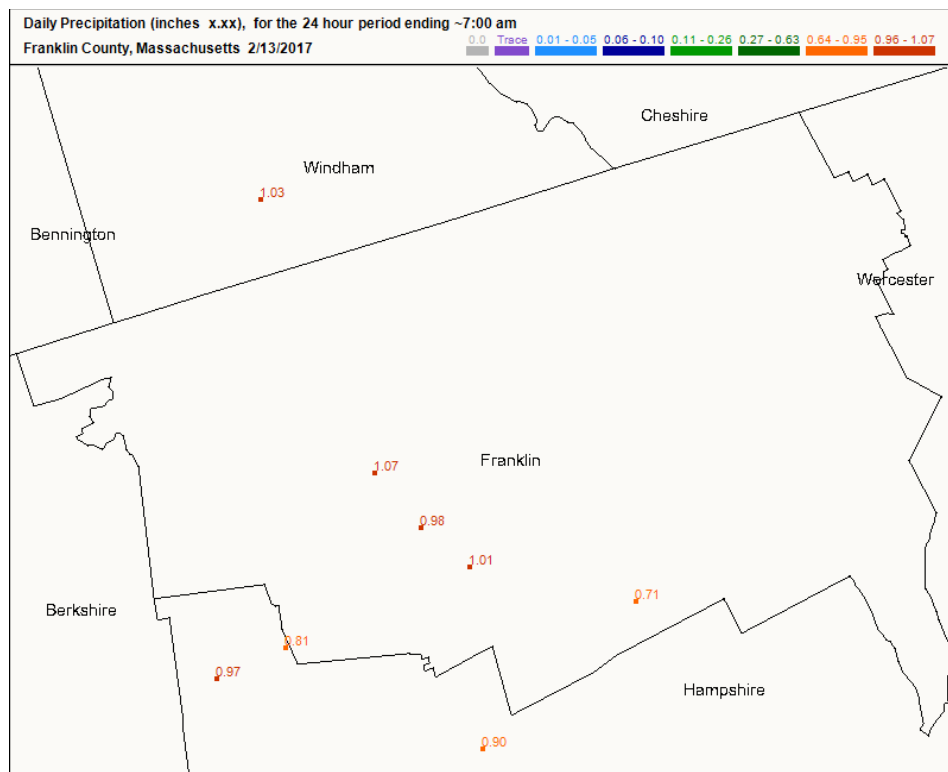 Daily Precipitation (inches  x.xx),  for the 24 hour period ending ~7:00 am
Franklin County, Massachusetts  2/13/2017
0.0 Trace 0.01 - 0.05 0.06 - 0.10 0.11 - 0.26 0.27 - 0.63 0.64 - 0.95 0.96 - 1.07
Cheshire
Windham
1.03
Bennington
Worcester
Franklin
1.07
0.98
1.01
0.71
Berkshire
0.81
0.97
Hampshire
0.90